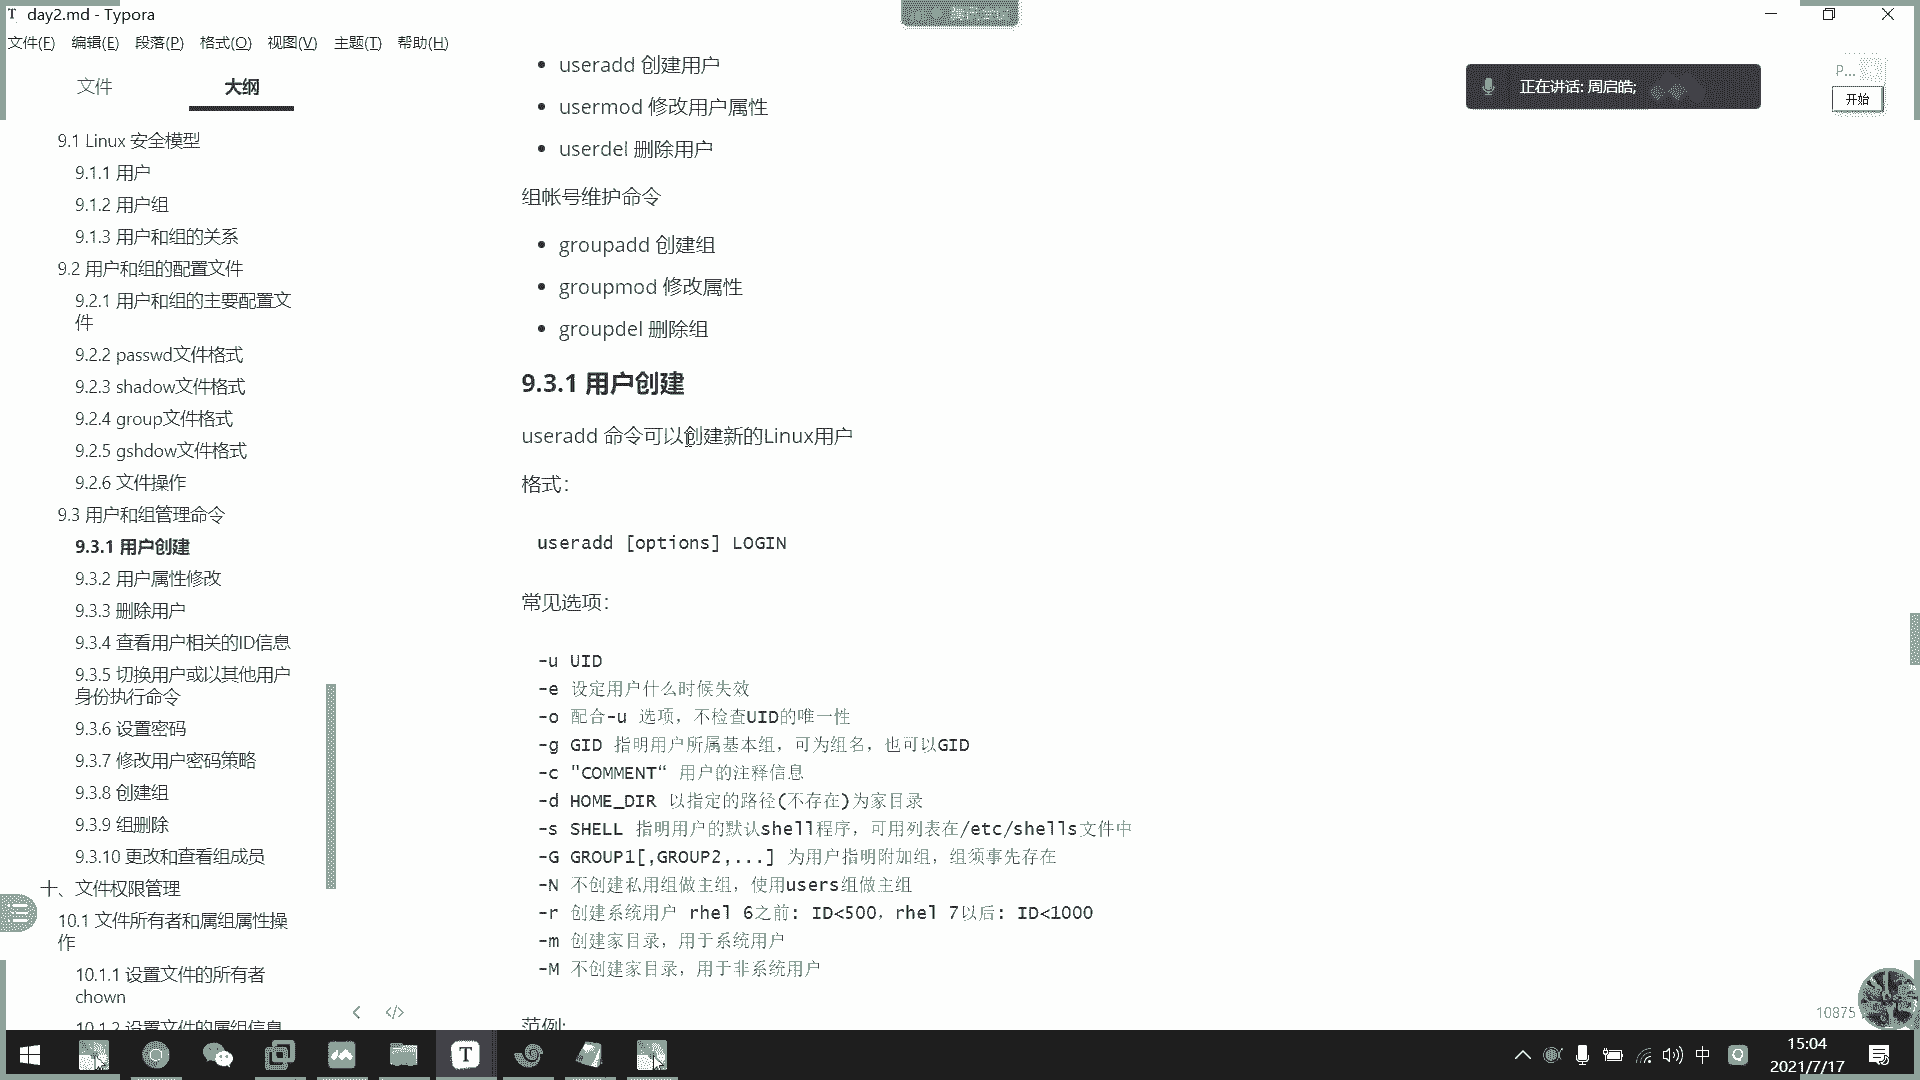 day2.md - Typora
文件(F) 编辑(E) 段落(P) 格式(O) 视图(V) 主题(T) 帮助(H)
文件 大纲
9.1 Linux 安全模型
9.1.1 用户
9.1.2 用户组
9.1.3 用户和组的关系
9.2 用户和组的配置文件
9.2.1 用户和组的主要配置文
件
9.2.2 passwd文件格式
9.2.3 shadow文件格式
9.2.4 group文件格式
9.2.5 gshdow文件格式
9.2.6 文件操作
9.3 用户和组管理命令
9.3.1 用户创建
9.3.2 用户属性修改
9.3.3 删除用户
9.3.4 查看用户相关的ID信息
9.3.5 切换用户或以其他用户
身份执行命令
9.3.6 设置密码
9.3.7 修改用户密码策略
9.3.8 创建组
9.3.9 组删除
9.3.10 更改和查看组成员
十、文件权限管理
10.1 文件所有者和属组属性操
作
10.1.1 设置文件的所有者
chown
10.1.2 设置文件的属组信息
useradd 创建用户
usermod 修改用户属性
userdel 删除用户
组帐号维护命令
groupadd 创建组
groupmod 修改属性
groupdel 删除组
9.3.1 用户创建
useradd 命令可以创建新的Linux用户
格式：
useradd [options] LOGIN
常见选项：
-u UID
-e 设定用户什么时候失效
-o 配合-u 选项，不检查UID的唯一性
-g GID 指明用户所属基本组，可为组名，也可以GID
-c "COMMENT“ 用户的注释信息
-d HOME_DIR 以指定的路径(不存在)为家目录
-s SHELL 指明用户的默认shell程序，可用列表在/etc/shells文件中
-G GROUP1[,GROUP2,...] 为用户指明附加组，组须事先存在
-N 不创建私用组做主组，使用users组做主组
-r 创建系统用户 rhel 6之前: ID<500，rhel 7以后: ID<1000
-m 创建家目录，用于系统用户
-M 不创建家目录，用于非系统用户
范例:
正在讲话: 周启皓;
P...
开始
10875
中
15:04
2021/7/17